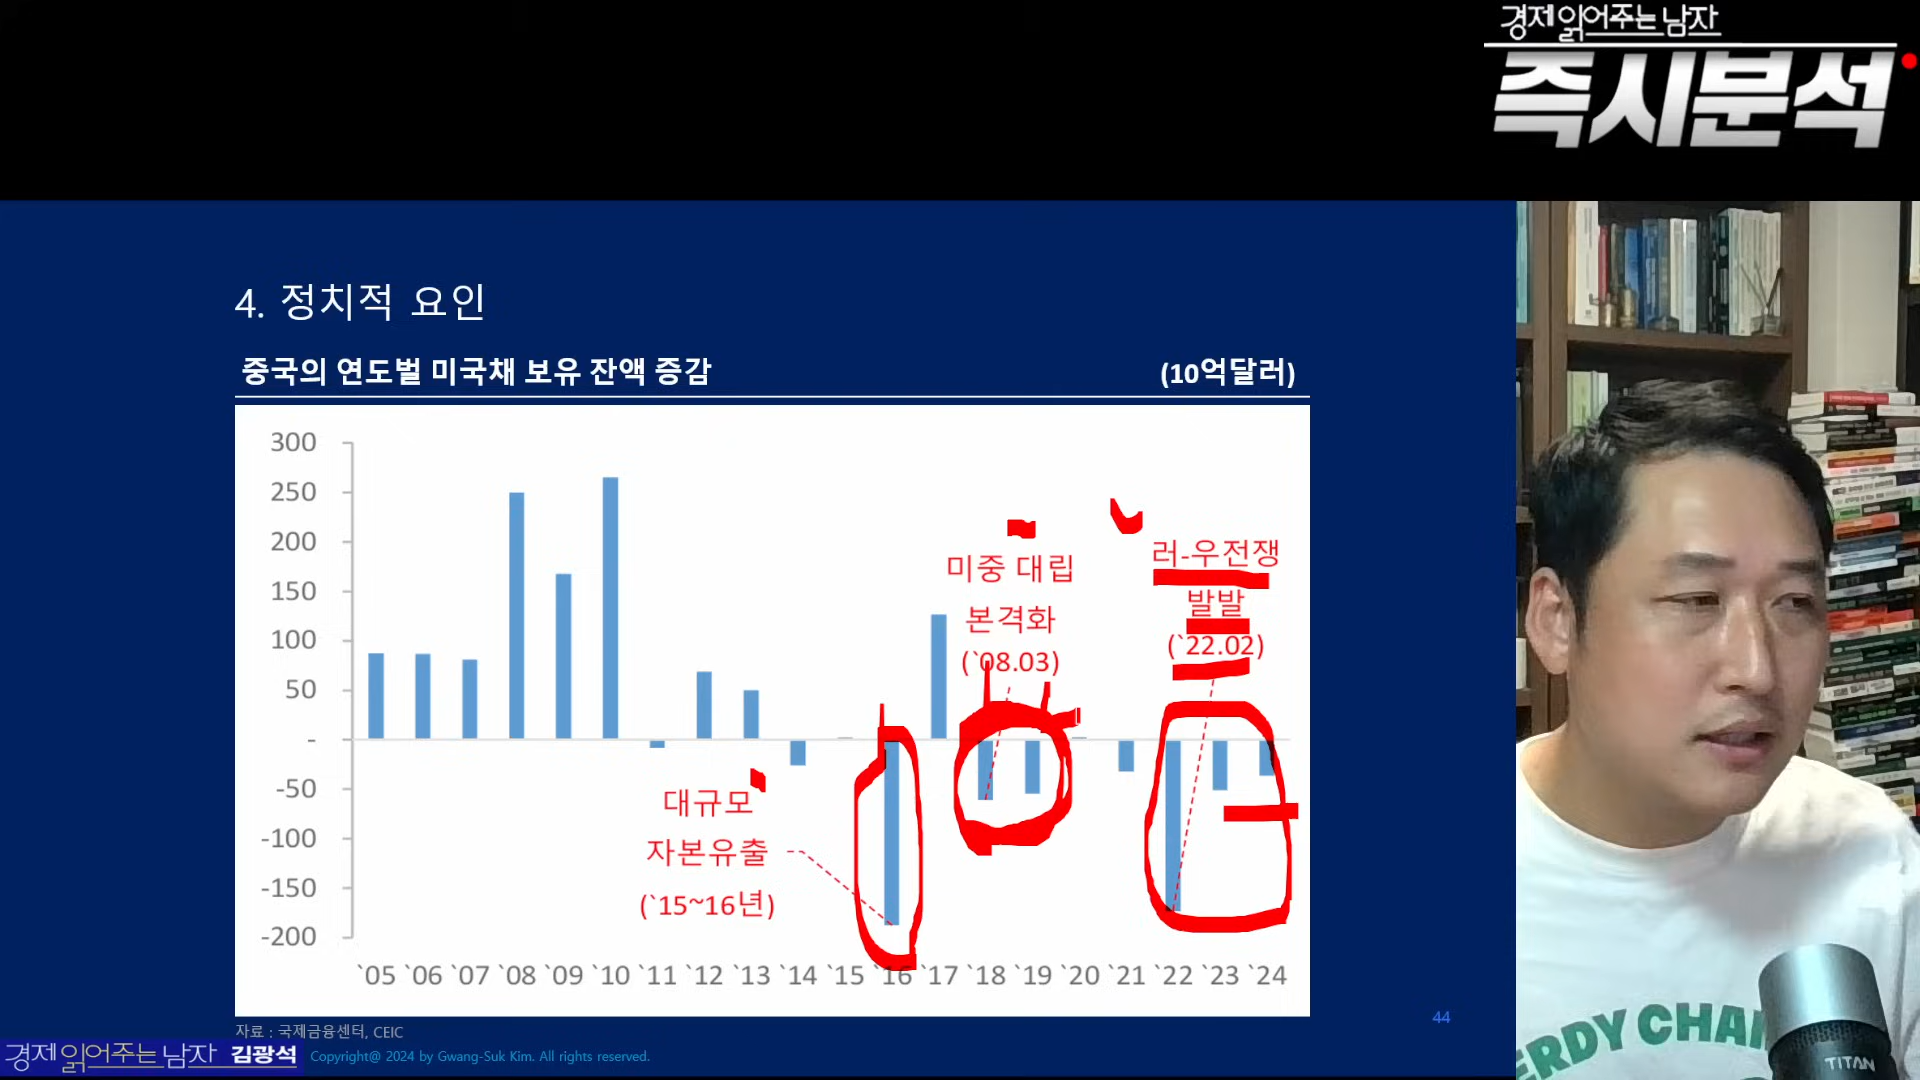 경제읽어주는남자
즉시분석
4. 정치적 요인
중국의 연도벌 미국채 보유 잔액 증감 (10억달러)
300
250
200
150
100
50
-
-50
-100
-150
-200
미중 대립
본격화
(`08.03)
러-우전쟁
발발
(`22.02)
대규모
자본유출
(`15~16년)
`05 `06 `07 `08 `09 `10 `11 `12 `13 `14 `15 `16 `17 `18 `19 `20 `21 `22 `23 `24
자료 : 국제금융센터, CEIC
44
경제읽어주는남자 김광석
Copyright@ 2024 by Gwang-Suk Kim. All rights reserved.
ERDY CHA
TITAN